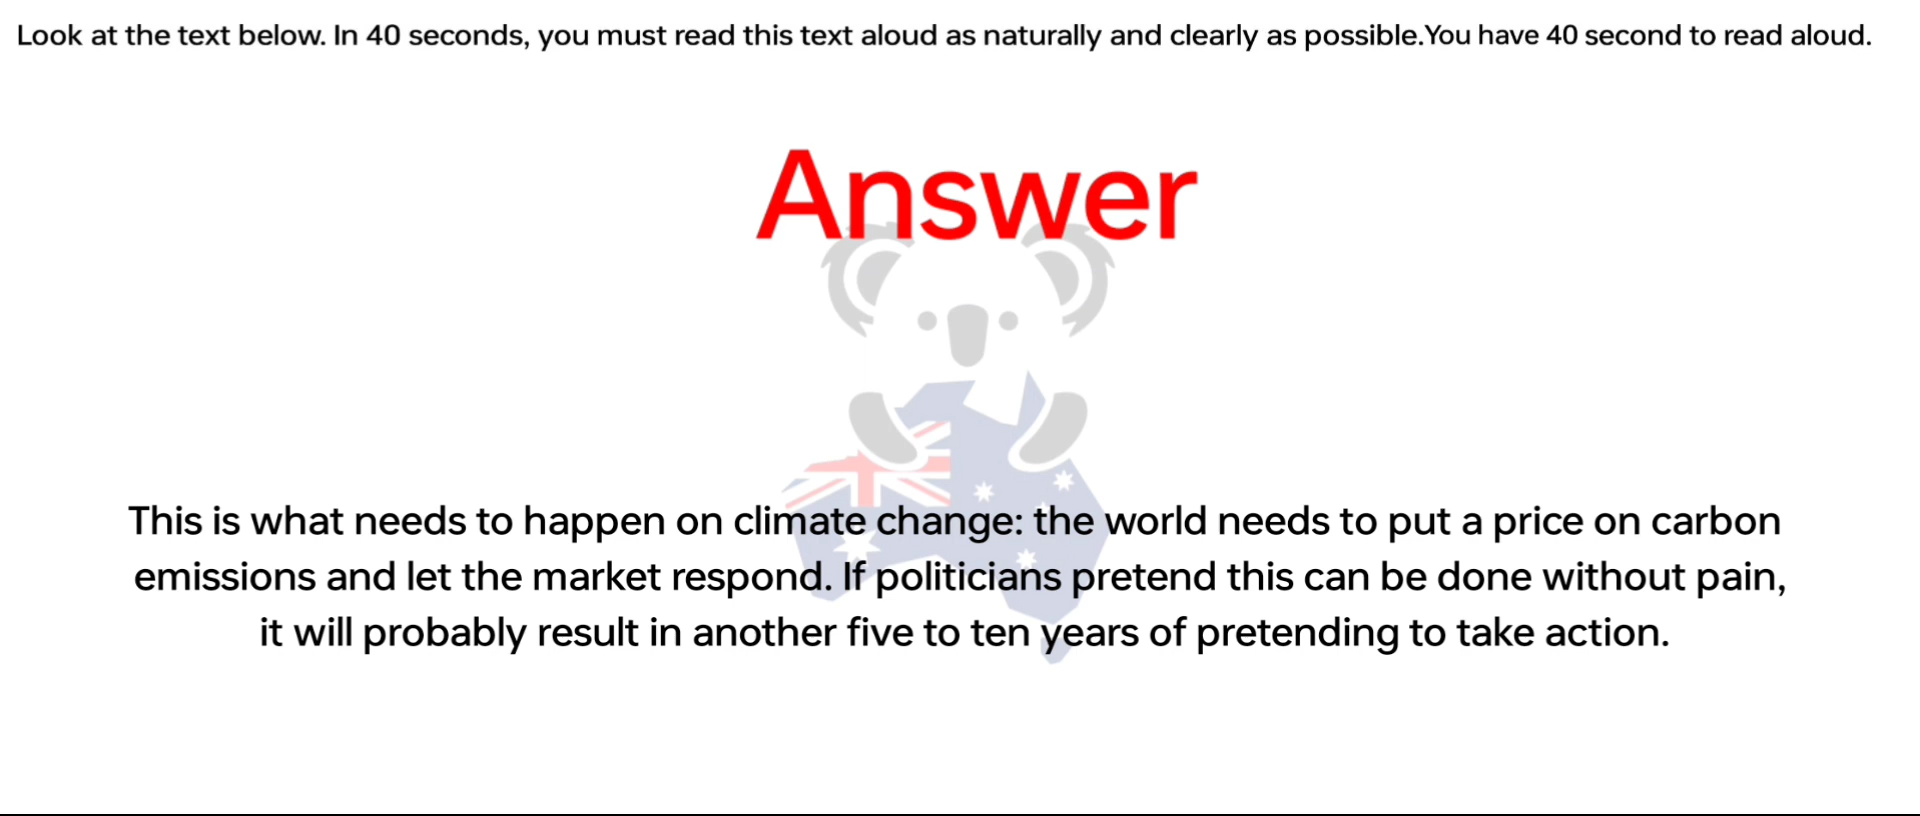 Look at the text below. In 40 seconds, you must read this text aloud as naturally and clearly as possible.You have 40 second to read aloud.
Answer
This is what needs to happen on climate change: the world needs to put a price on carbon
emissions and let the market respond. If politicians pretend this can be done without pain,
it will probably result in another five to ten years of pretending to take action.